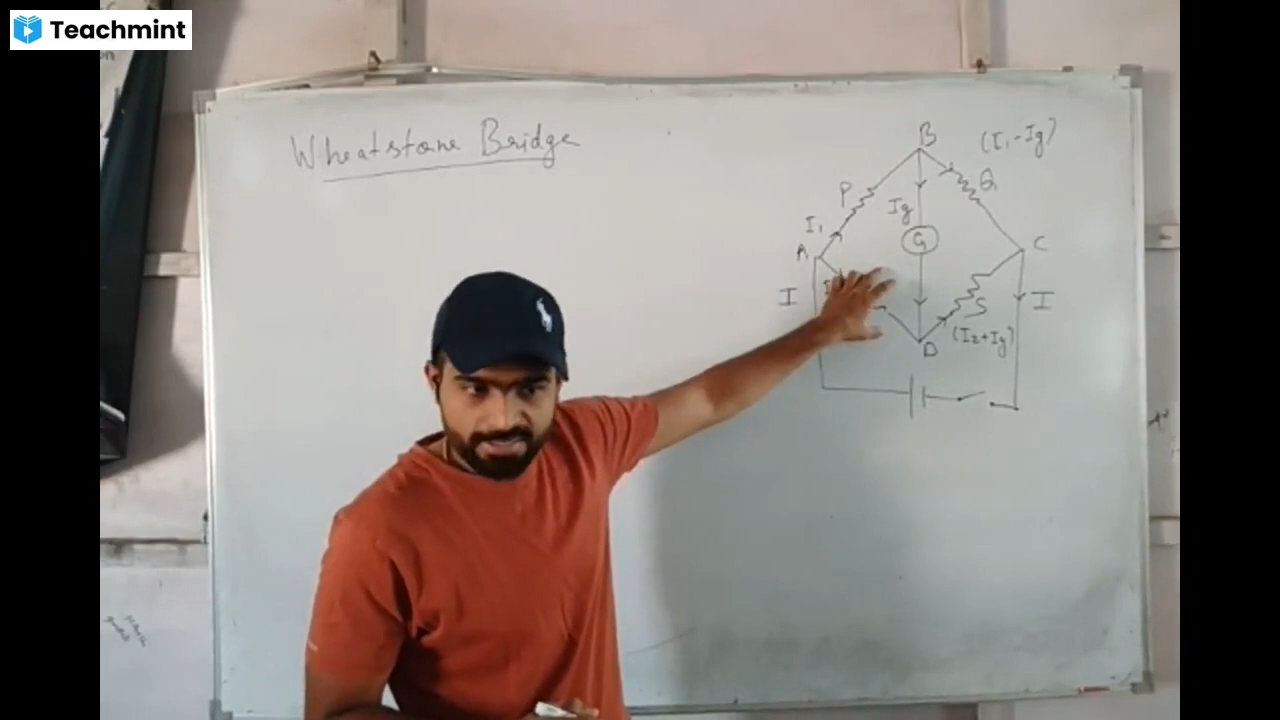 Teachmint
Wheatstone Bridge
B
(I₁-Ig)
P
Q
Ig
I₁
G
A
C
I
I
S
(I₂+Ig)
D